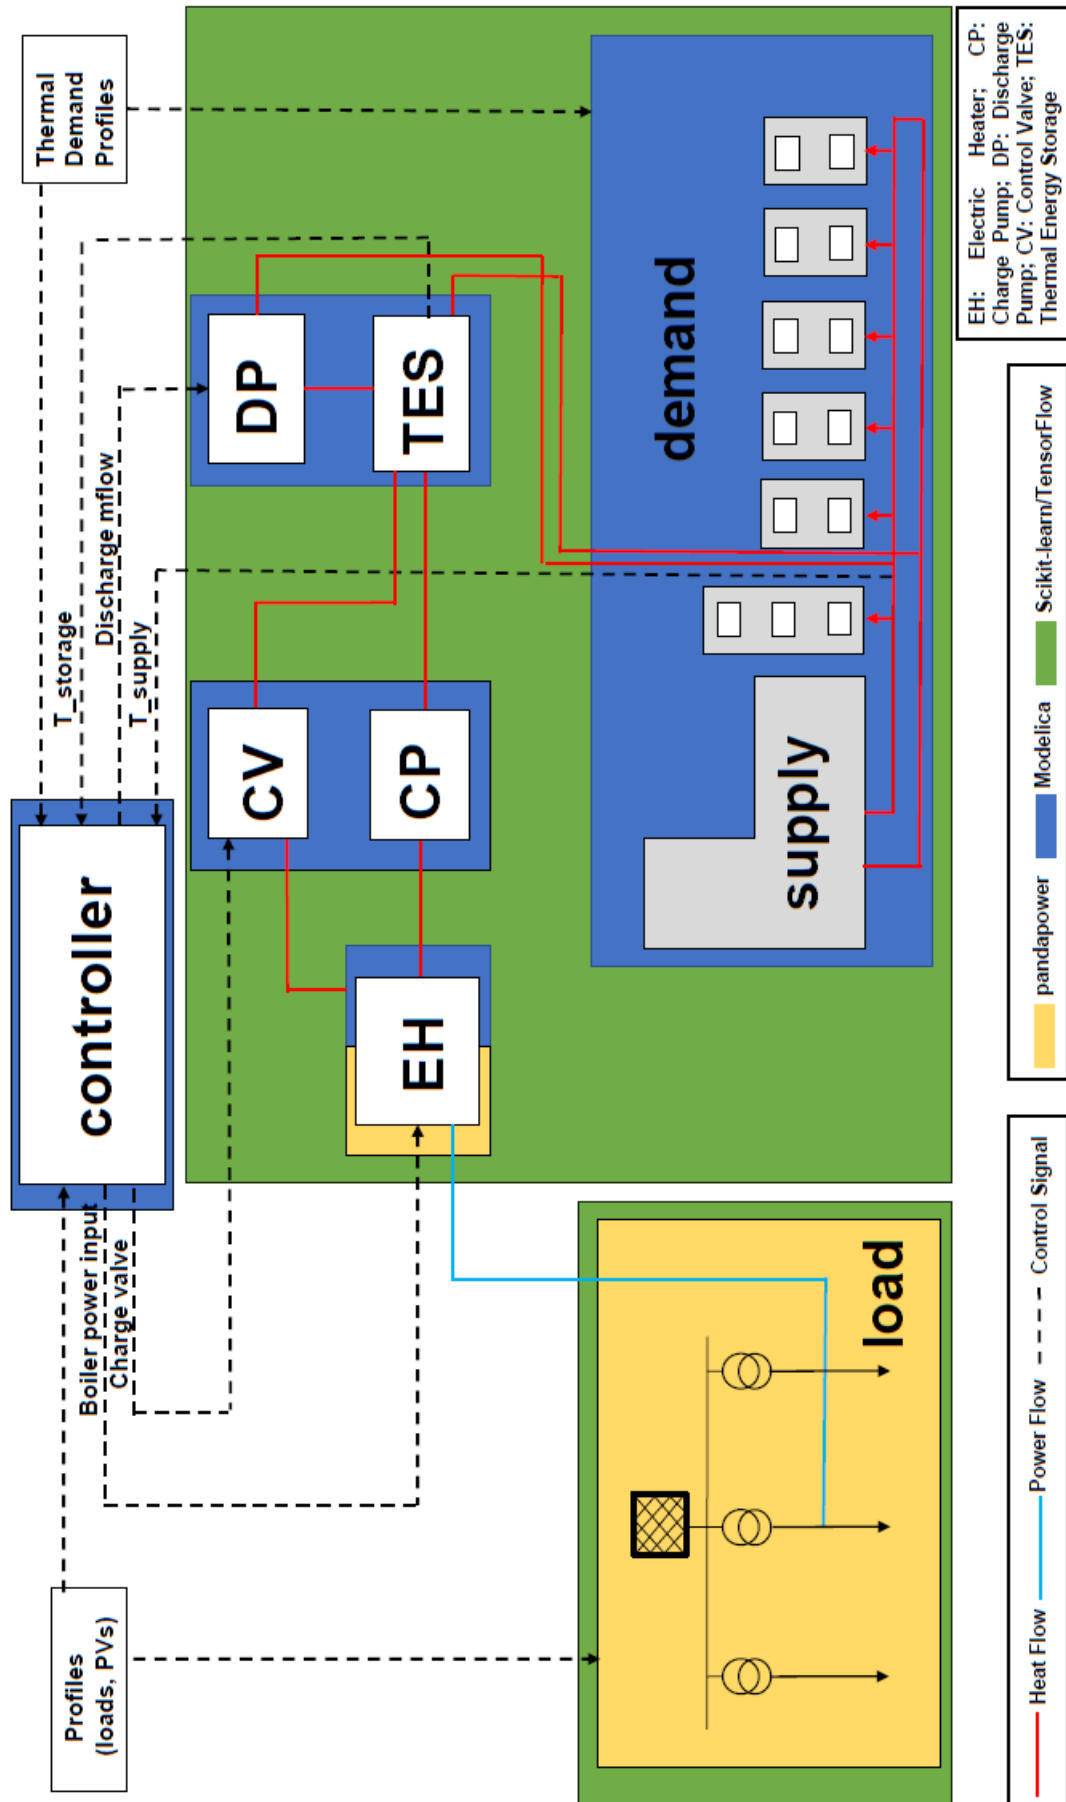 Profiles
(loads, PVs)
Boiler power input
Charge valve
controller
T_storage
Discharge mflow
T_supply
Thermal
Demand
Profiles
EH
CV
CP
DP
TES
load
supply
demand
Heat Flow
Power Flow
Control Signal
pandapower
Modelica
Scikit-learn/TensorFlow
EH: Electric Heater; CP:
Charge Pump; DP: Discharge
Pump; CV: Control Valve; TES:
Thermal Energy Storage